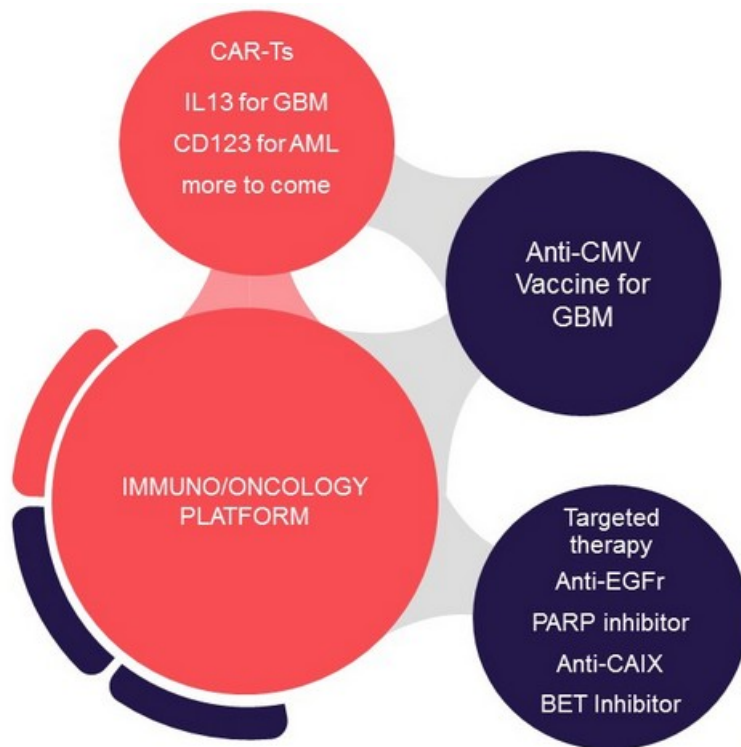 CAR-Ts
IL13 for GBM
CD123 for AML
more to come
Anti-CMV
Vaccine for
GBM
IMMUNO/ONCOLOGY
PLATFORM
Targeted
therapy
Anti-EGFr
PARP inhibitor
Anti-CAIX
BET Inhibitor